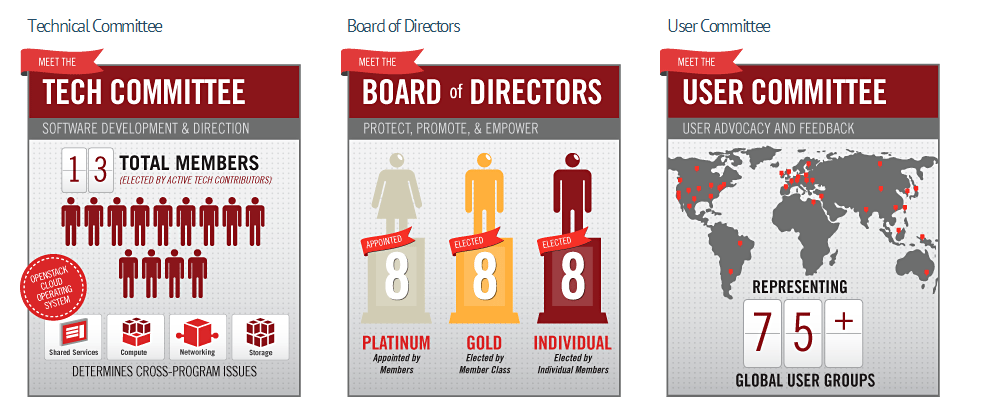 Technical Committee
MEET THE
TECH COMMITTEE
SOFTWARE DEVELOPMENT & DIRECTION
13 TOTAL MEMBERS
(ELECTED BY ACTIVE TECH CONTRIBUTORS)
OPENSTACK
CLOUD
OPERATING
SYSTEM
Shared Services
Compute
Networking
Storage
DETERMINES CROSS-PROGRAM ISSUES
Board of Directors
MEET THE
BOARD of DIRECTORS
PROTECT, PROMOTE, & EMPOWER
APPOINTED
8
ELECTED
8
ELECTED
8
PLATINUM
Appointed by
Members
GOLD
Elected by
Member Class
INDIVIDUAL
Elected by
Individual Members
User Committee
MEET THE
USER COMMITTEE
USER ADVOCACY AND FEEDBACK
REPRESENTING
75+
GLOBAL USER GROUPS